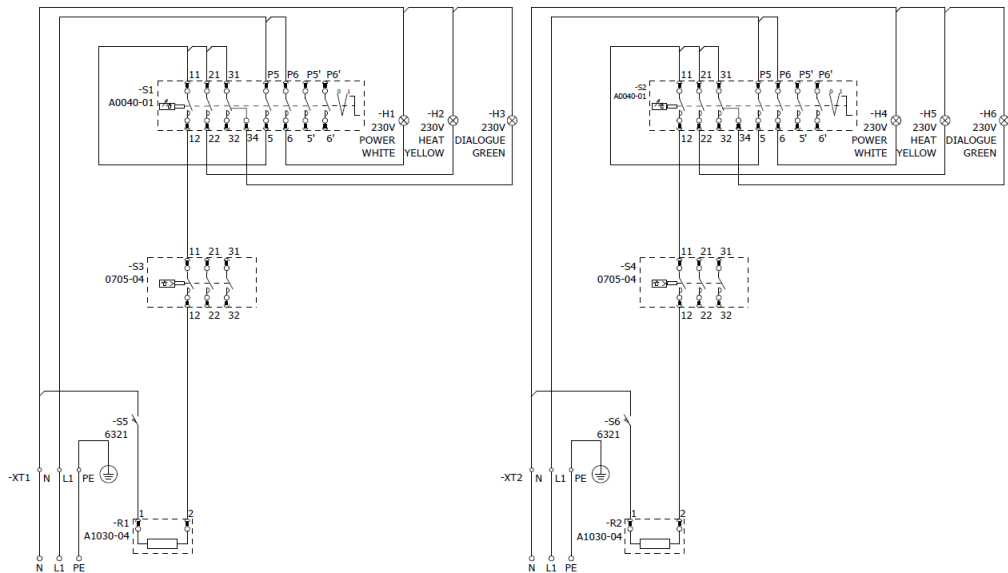 11 21 31 P5 P6 P5' P6'
-S1
A0040-01
0 1
12 22 32 34 5 6 5' 6'
-H1
230V
POWER
WHITE
-H2
230V
HEAT
YELLOW
-H3
230V
DIALOGUE
GREEN
11 21 31
-S3
0705-04
12 22 32
-S5
6321
-XT1 N L1 PE
1 2
-R1
A1030-04
N L1 PE
11 21 31 P5 P6 P5' P6'
-S2
A0040-01
0 1
12 22 32 34 5 6 5' 6'
-H4
230V
POWER
WHITE
-H5
230V
HEAT
YELLOW
-H6
230V
DIALOGUE
GREEN
11 21 31
-S4
0705-04
12 22 32
-S6
6321
-XT2 N L1 PE
1 2
-R2
A1030-04
N L1 PE